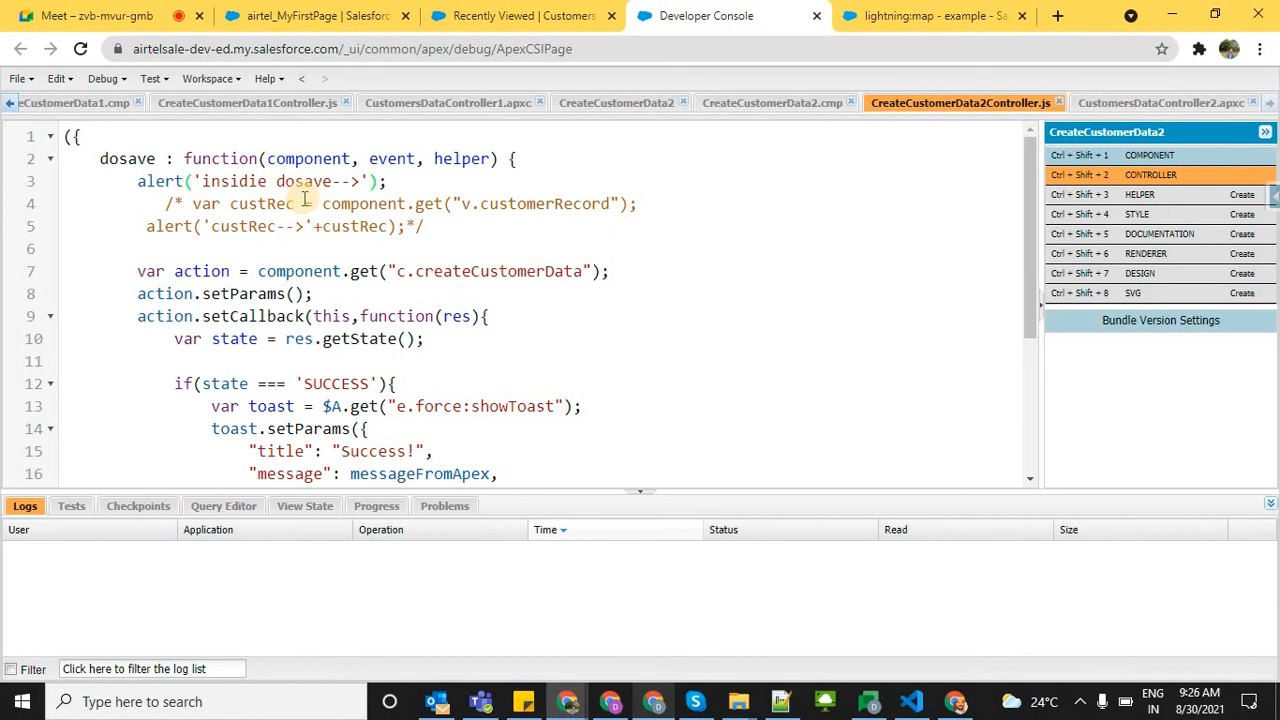 Meet – zvb-mvur-gmb
airtel_MyFirstPage | Salesforc
Recently Viewed | Customers
Developer Console
lightning:map - example - Sa
airtelsale-dev-ed.my.salesforce.com/_ui/common/apex/debug/ApexCSIPage
File Edit Debug Test Workspace Help < >
eCustomerData1.cmp CreateCustomerData1Controller.js CustomersDataController1.apxc CreateCustomerData2 CreateCustomerData2.cmp CreateCustomerData2Controller.js CustomersDataController2.apxc
1 ({
2 dosave : function(component, event, helper) {
3 alert('insidie dosave-->');
4 /* var custRec = component.get("v.customerRecord");
5 alert('custRec-->'+custRec);*/
6
7 var action = component.get("c.createCustomerData");
8 action.setParams();
9 action.setCallback(this,function(res){
10 var state = res.getState();
11
12 if(state === 'SUCCESS'){
13 var toast = $A.get("e.force:showToast");
14 toast.setParams({
15 "title": "Success!",
16 "message": messageFromApex,
CreateCustomerData2
Ctrl + Shift + 1 COMPONENT
Ctrl + Shift + 2 CONTROLLER
Ctrl + Shift + 3 HELPER Create
Ctrl + Shift + 4 STYLE Create
Ctrl + Shift + 5 DOCUMENTATION Create
Ctrl + Shift + 6 RENDERER Create
Ctrl + Shift + 7 DESIGN Create
Ctrl + Shift + 8 SVG Create
Bundle Version Settings
Logs Tests Checkpoints Query Editor View State Progress Problems
User Application Operation Time Status Read Size
Filter Click here to filter the log list
Type here to search
24°C
ENG
IN
9:26 AM
8/30/2021